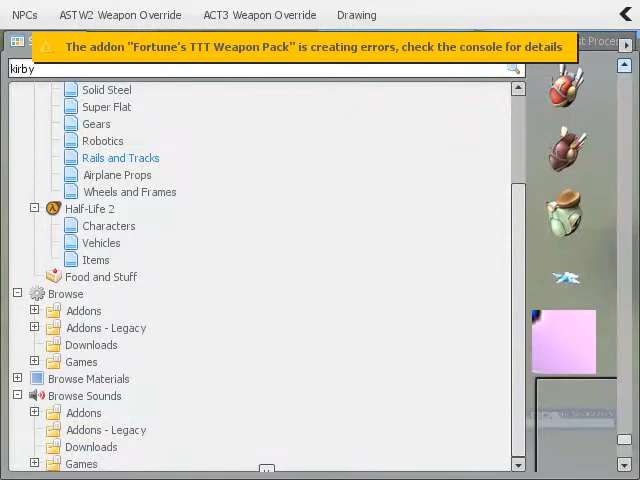 NPCs ASTW2 Weapon Override ACT3 Weapon Override Drawing
The addon "Fortune's TTT Weapon Pack" is creating errors, check the console for details
kirby
Solid Steel
Super Flat
Gears
Robotics
Rails and Tracks
Airplane Props
Wheels and Frames
Half-Life 2
Characters
Vehicles
Items
Food and Stuff
Browse
Addons
Addons - Legacy
Downloads
Games
Browse Materials
Browse Sounds
Addons
Addons - Legacy
Downloads
Games